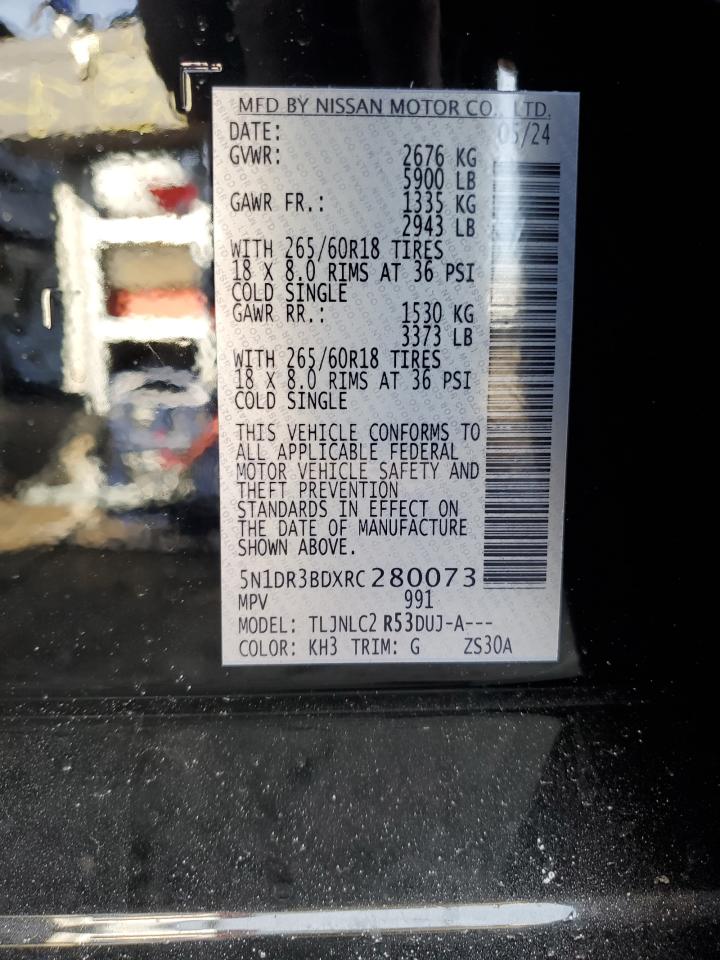 MFD BY NISSAN MOTOR CO., LTD.
DATE: 05/24
GVWR: 2676 KG
5900 LB
GAWR FR.: 1335 KG
2943 LB
WITH 265/60R18 TIRES
18 X 8.0 RIMS AT 36 PSI
COLD SINGLE
GAWR RR.: 1530 KG
3373 LB
WITH 265/60R18 TIRES
18 X 8.0 RIMS AT 36 PSI
COLD SINGLE
THIS VEHICLE CONFORMS TO
ALL APPLICABLE FEDERAL
MOTOR VEHICLE SAFETY AND
THEFT PREVENTION
STANDARDS IN EFFECT ON
THE DATE OF MANUFACTURE
SHOWN ABOVE.
5N1DR3BDXRC280073
MPV 991
MODEL: TLJNLC2 R53DUJ-A---
COLOR: KH3 TRIM: G ZS30A